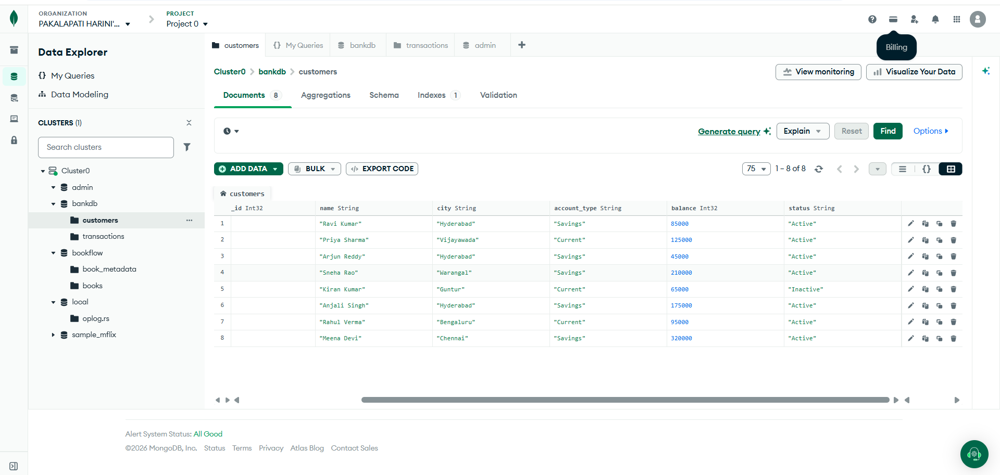 ORGANIZATION
PAKALAPATI HARINI'...
PROJECT
Project 0
Billing
Data Explorer
My Queries
Data Modeling
CLUSTERS (1)
Search clusters
Cluster0
admin
bankdb
customers
transactions
bookflow
book_metadata
books
local
oplog.rs
sample_mflix
customers
{} My Queries
bankdb
transactions
admin
Cluster0 > bankdb > customers
View monitoring
Visualize Your Data
Documents 8
Aggregations
Schema
Indexes 1
Validation
Generate query
Explain
Reset
Find
Options
ADD DATA
BULK
EXPORT CODE
75
1 – 8 of 8
{}
customers
_id Int32 name String city String account_type String balance Int32 status String
1 "Ravi Kumar" "Hyderabad" "Savings" 85000 "Active"
2 "Priya Sharma" "Vijayawada" "Current" 125000 "Active"
3 "Arjun Reddy" "Hyderabad" "Savings" 45000 "Active"
4 "Sneha Rao" "Warangal" "Savings" 210000 "Active"
5 "Kiran Kumar" "Guntur" "Current" 65000 "Inactive"
6 "Anjali Singh" "Hyderabad" "Savings" 175000 "Active"
7 "Rahul Verma" "Bengaluru" "Current" 95000 "Active"
8 "Meena Devi" "Chennai" "Savings" 320000 "Active"
Alert System Status: All Good
©2026 MongoDB, Inc. Status Terms Privacy Atlas Blog Contact Sales